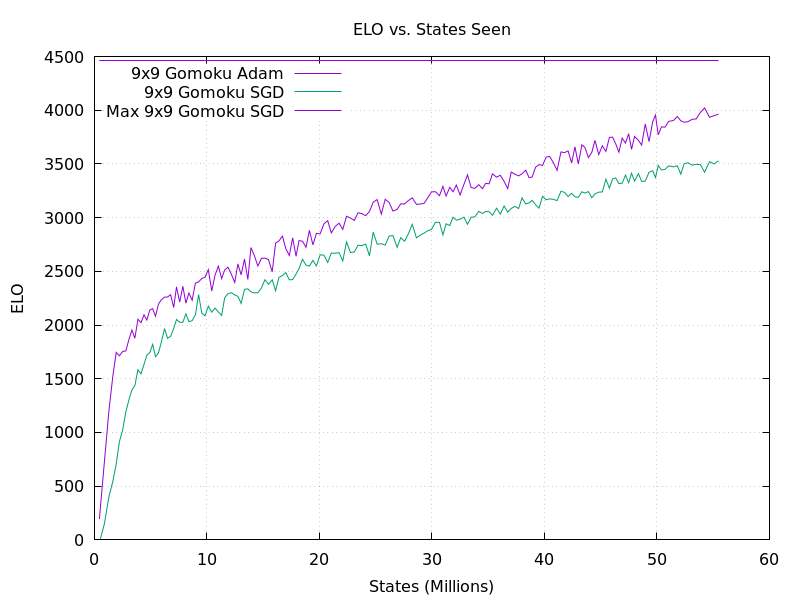 ELO vs. States Seen
4500
9x9 Gomoku Adam
9x9 Gomoku SGD
Max 9x9 Gomoku SGD
4000
3500
3000
2500
ELO
2000
1500
1000
500
0
0 10 20 30 40 50 60
States (Millions)